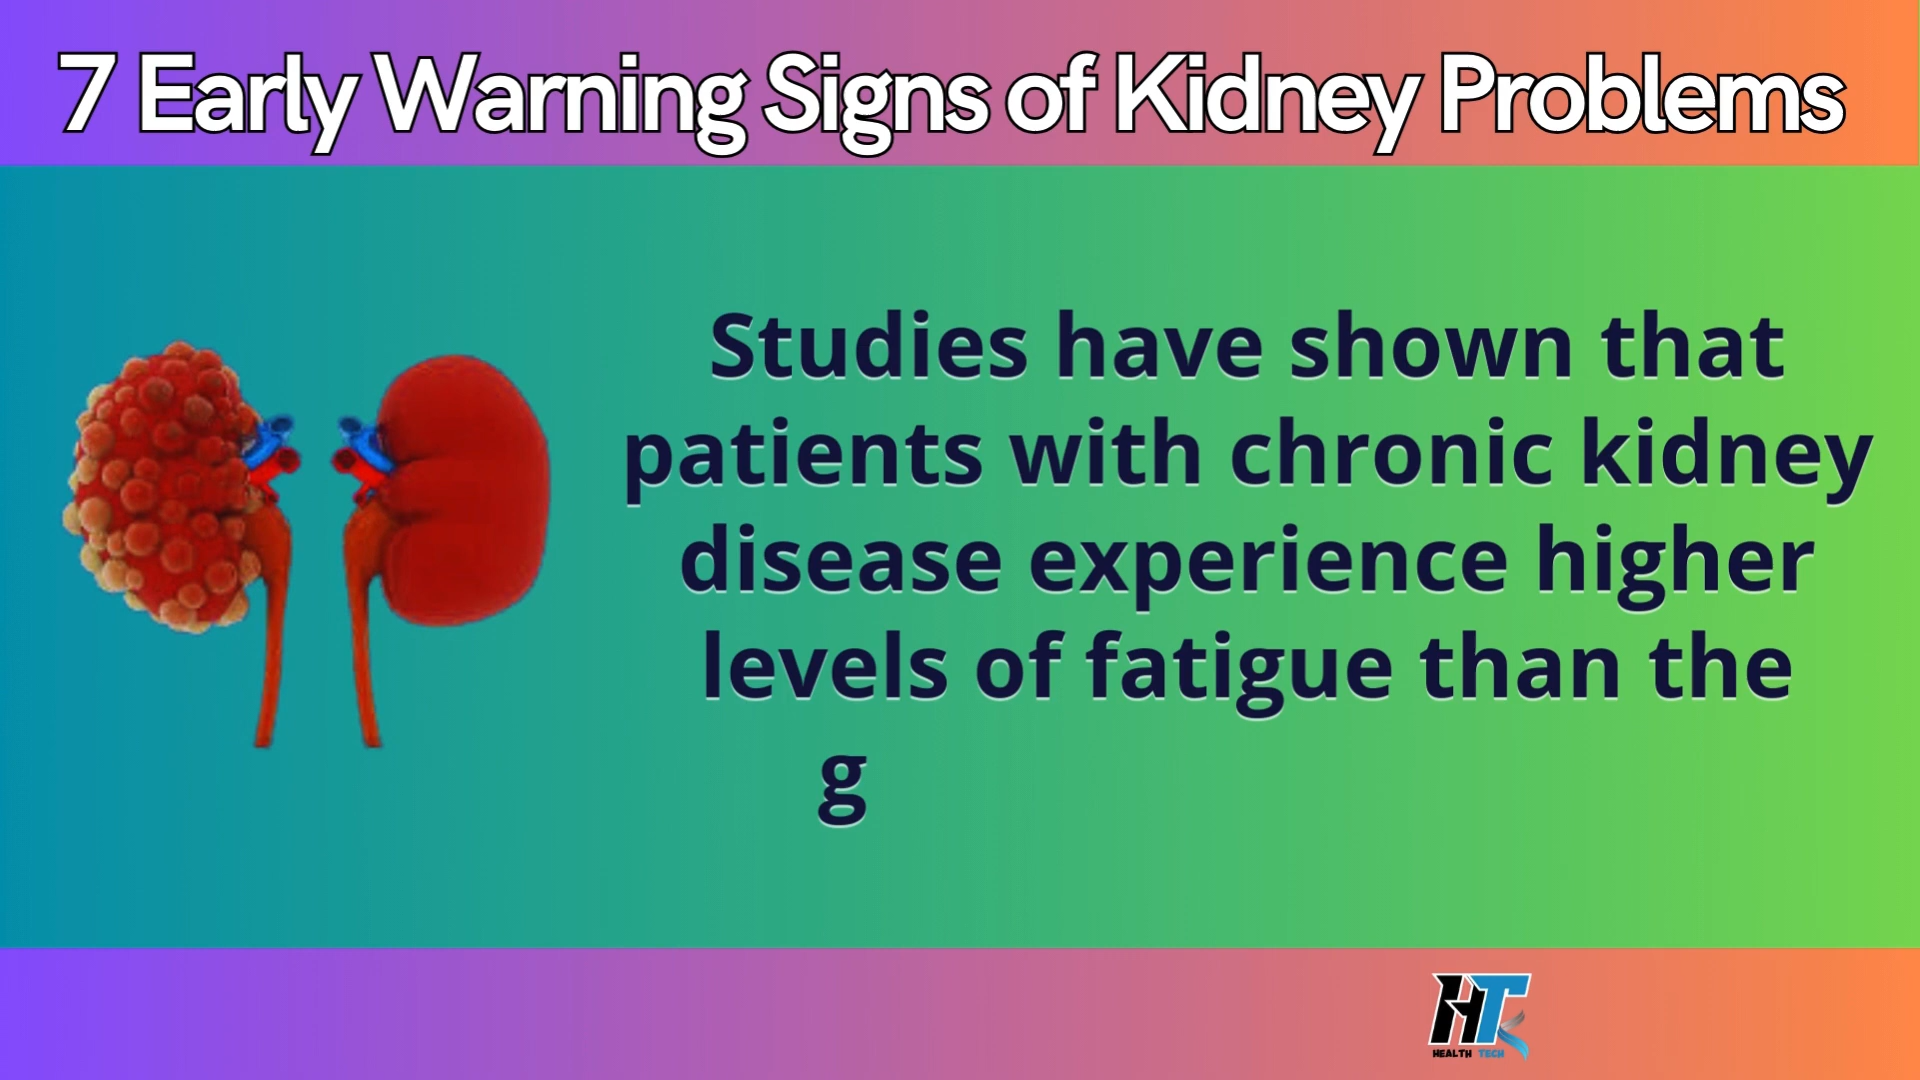 7 Early Warning Signs of Kidney Problems
Studies have shown that
patients with chronic kidney
disease experience higher
levels of fatigue than the
g
HT
HEALTH TECH